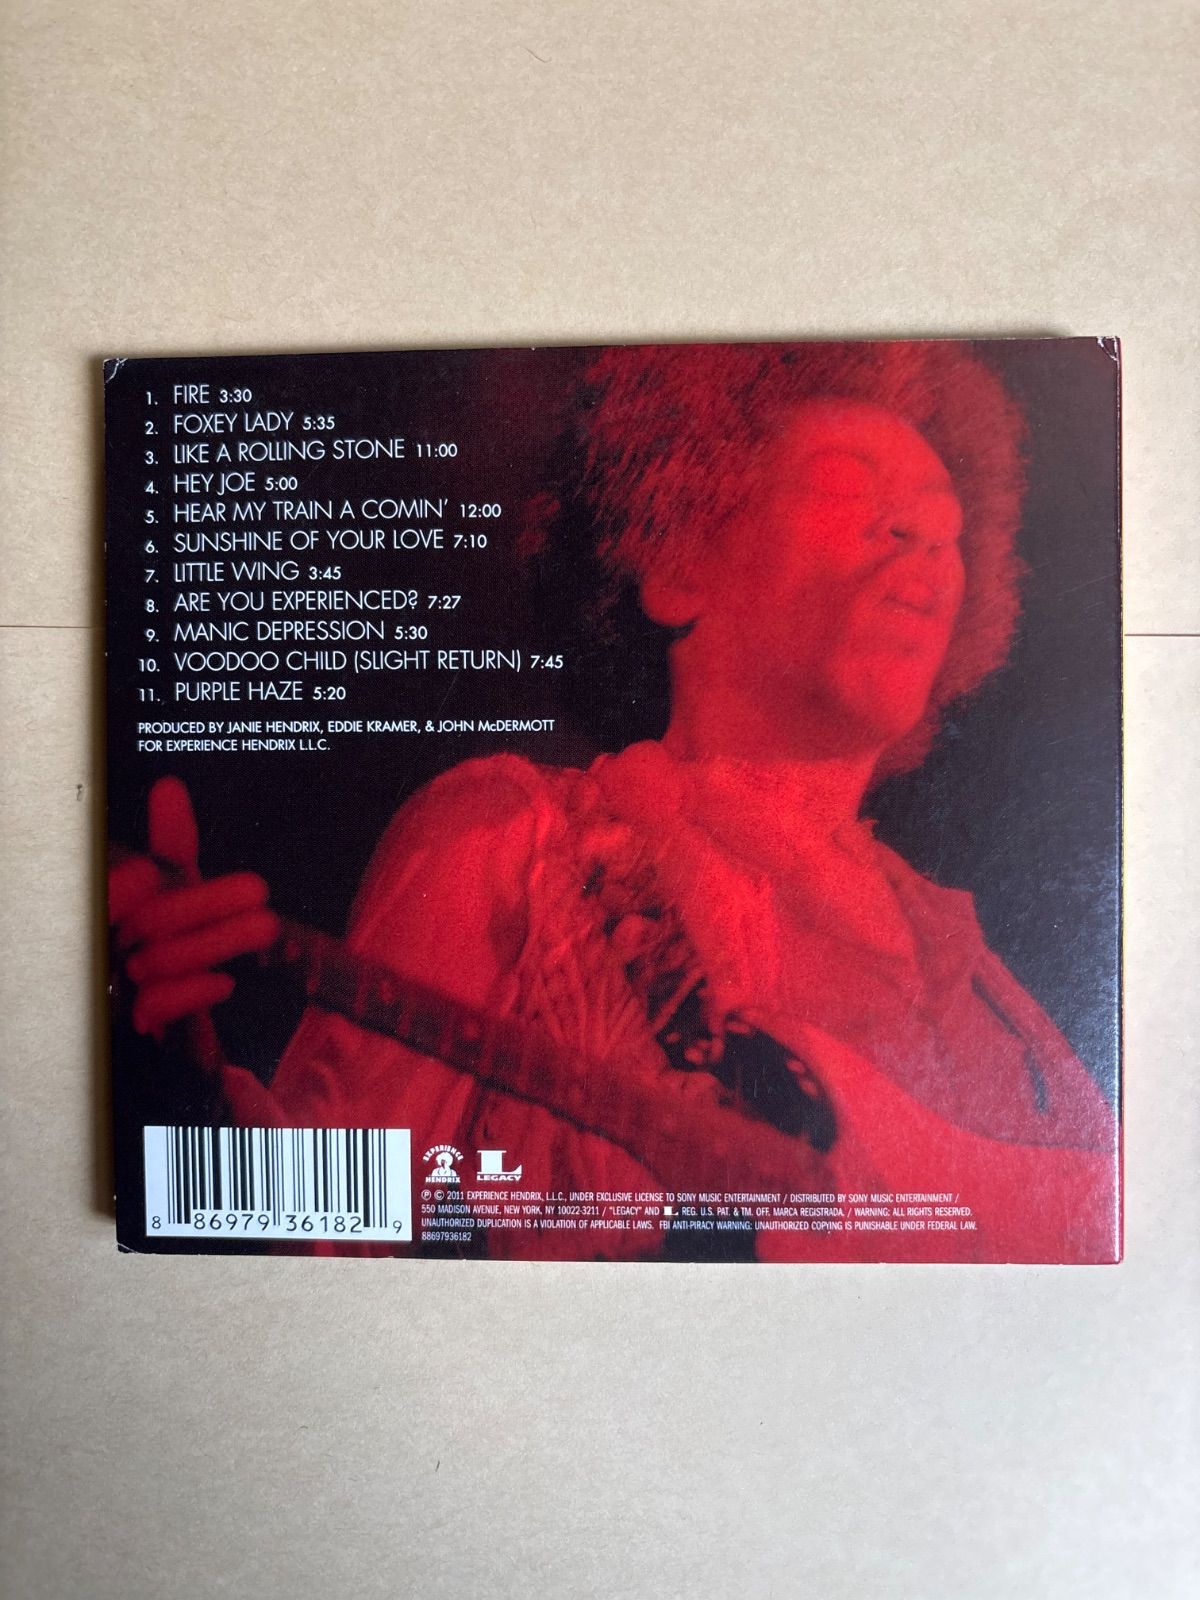 1. FIRE 3:30
2. FOXEY LADY 5:35
3. LIKE A ROLLING STONE 11:00
4. HEY JOE 5:00
5. HEAR MY TRAIN A COMIN' 12:00
6. SUNSHINE OF YOUR LOVE 7:10
7. LITTLE WING 3:45
8. ARE YOU EXPERIENCED? 7:27
9. MANIC DEPRESSION 5:30
10. VOODOO CHILD (SLIGHT RETURN) 7:45
11. PURPLE HAZE 5:20
PRODUCED BY JANIE HENDRIX, EDDIE KRAMER, & JOHN McDERMOTT
FOR EXPERIENCE HENDRIX L.L.C.
8 86979 36182 9
EXPERIENCE
HENDRIX
L
LEGACY
Ⓟ © 2011 EXPERIENCE HENDRIX, L.L.C., UNDER EXCLUSIVE LICENSE TO SONY MUSIC ENTERTAINMENT / DISTRIBUTED BY SONY MUSIC ENTERTAINMENT /
550 MADISON AVENUE, NEW YORK, NY 10022-3211 / "LEGACY" AND L REG. U.S. PAT. & TM. OFF. MARCA REGISTRADA. / WARNING: ALL RIGHTS RESERVED.
UNAUTHORIZED DUPLICATION IS A VIOLATION OF APPLICABLE LAWS. FBI ANTI-PIRACY WARNING: UNAUTHORIZED COPYING IS PUNISHABLE UNDER FEDERAL LAW.
88697936182